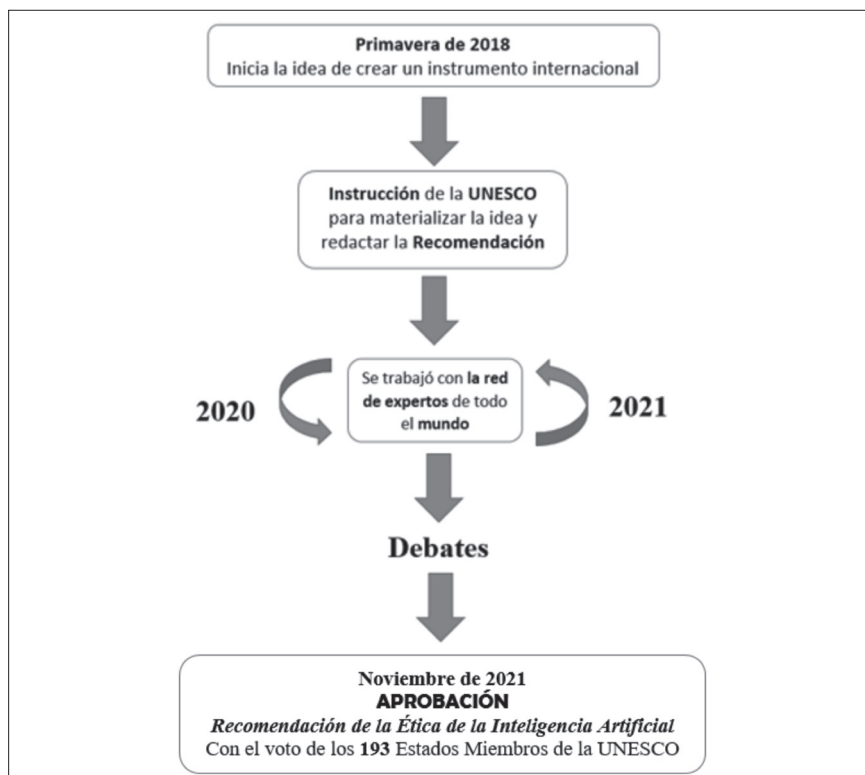 Primavera de 2018
Inicia la idea de crear un instrumento internacional
Instrucción de la UNESCO
para materializar la idea y
redactar la Recomendación
2020
Se trabajó con la red
de expertos de todo
el mundo
2021
Debates
Noviembre de 2021
APROBACIÓN
Recomendación de la Ética de la Inteligencia Artificial
Con el voto de los 193 Estados Miembros de la UNESCO